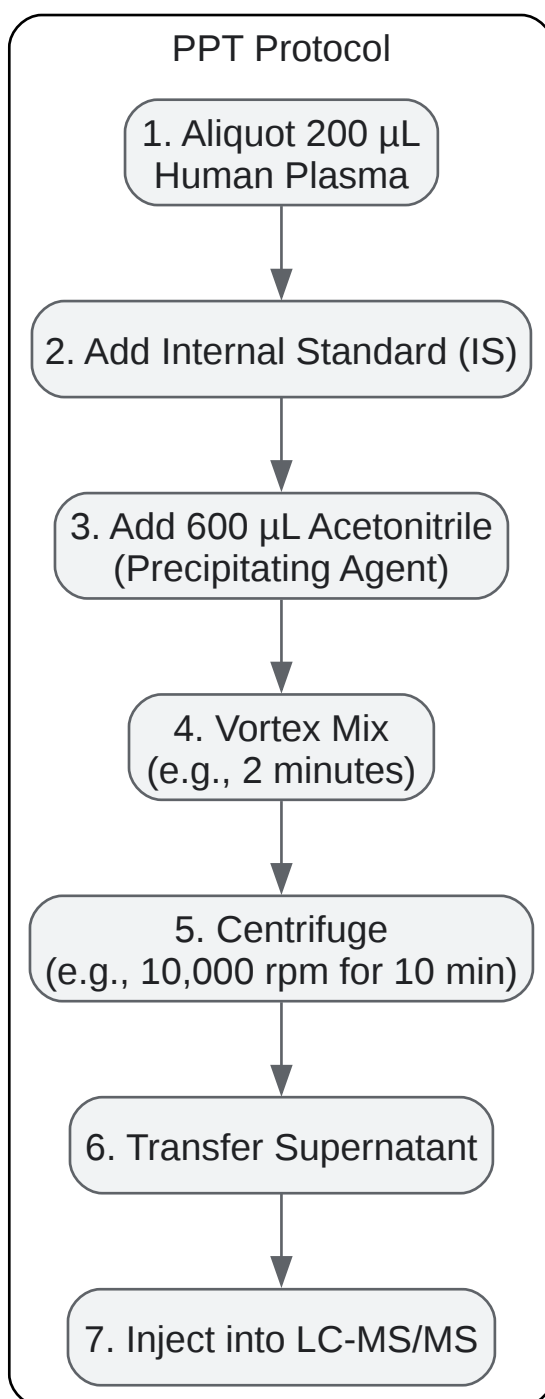 PPT Protocol
1. Aliquot 200 µL
Human Plasma
2. Add Internal Standard (IS)
3. Add 600 µL Acetonitrile
(Precipitating Agent)
4. Vortex Mix
(e.g., 2 minutes)
5. Centrifuge
(e.g., 10,000 rpm for 10 min)
6. Transfer Supernatant
7. Inject into LC-MS/MS